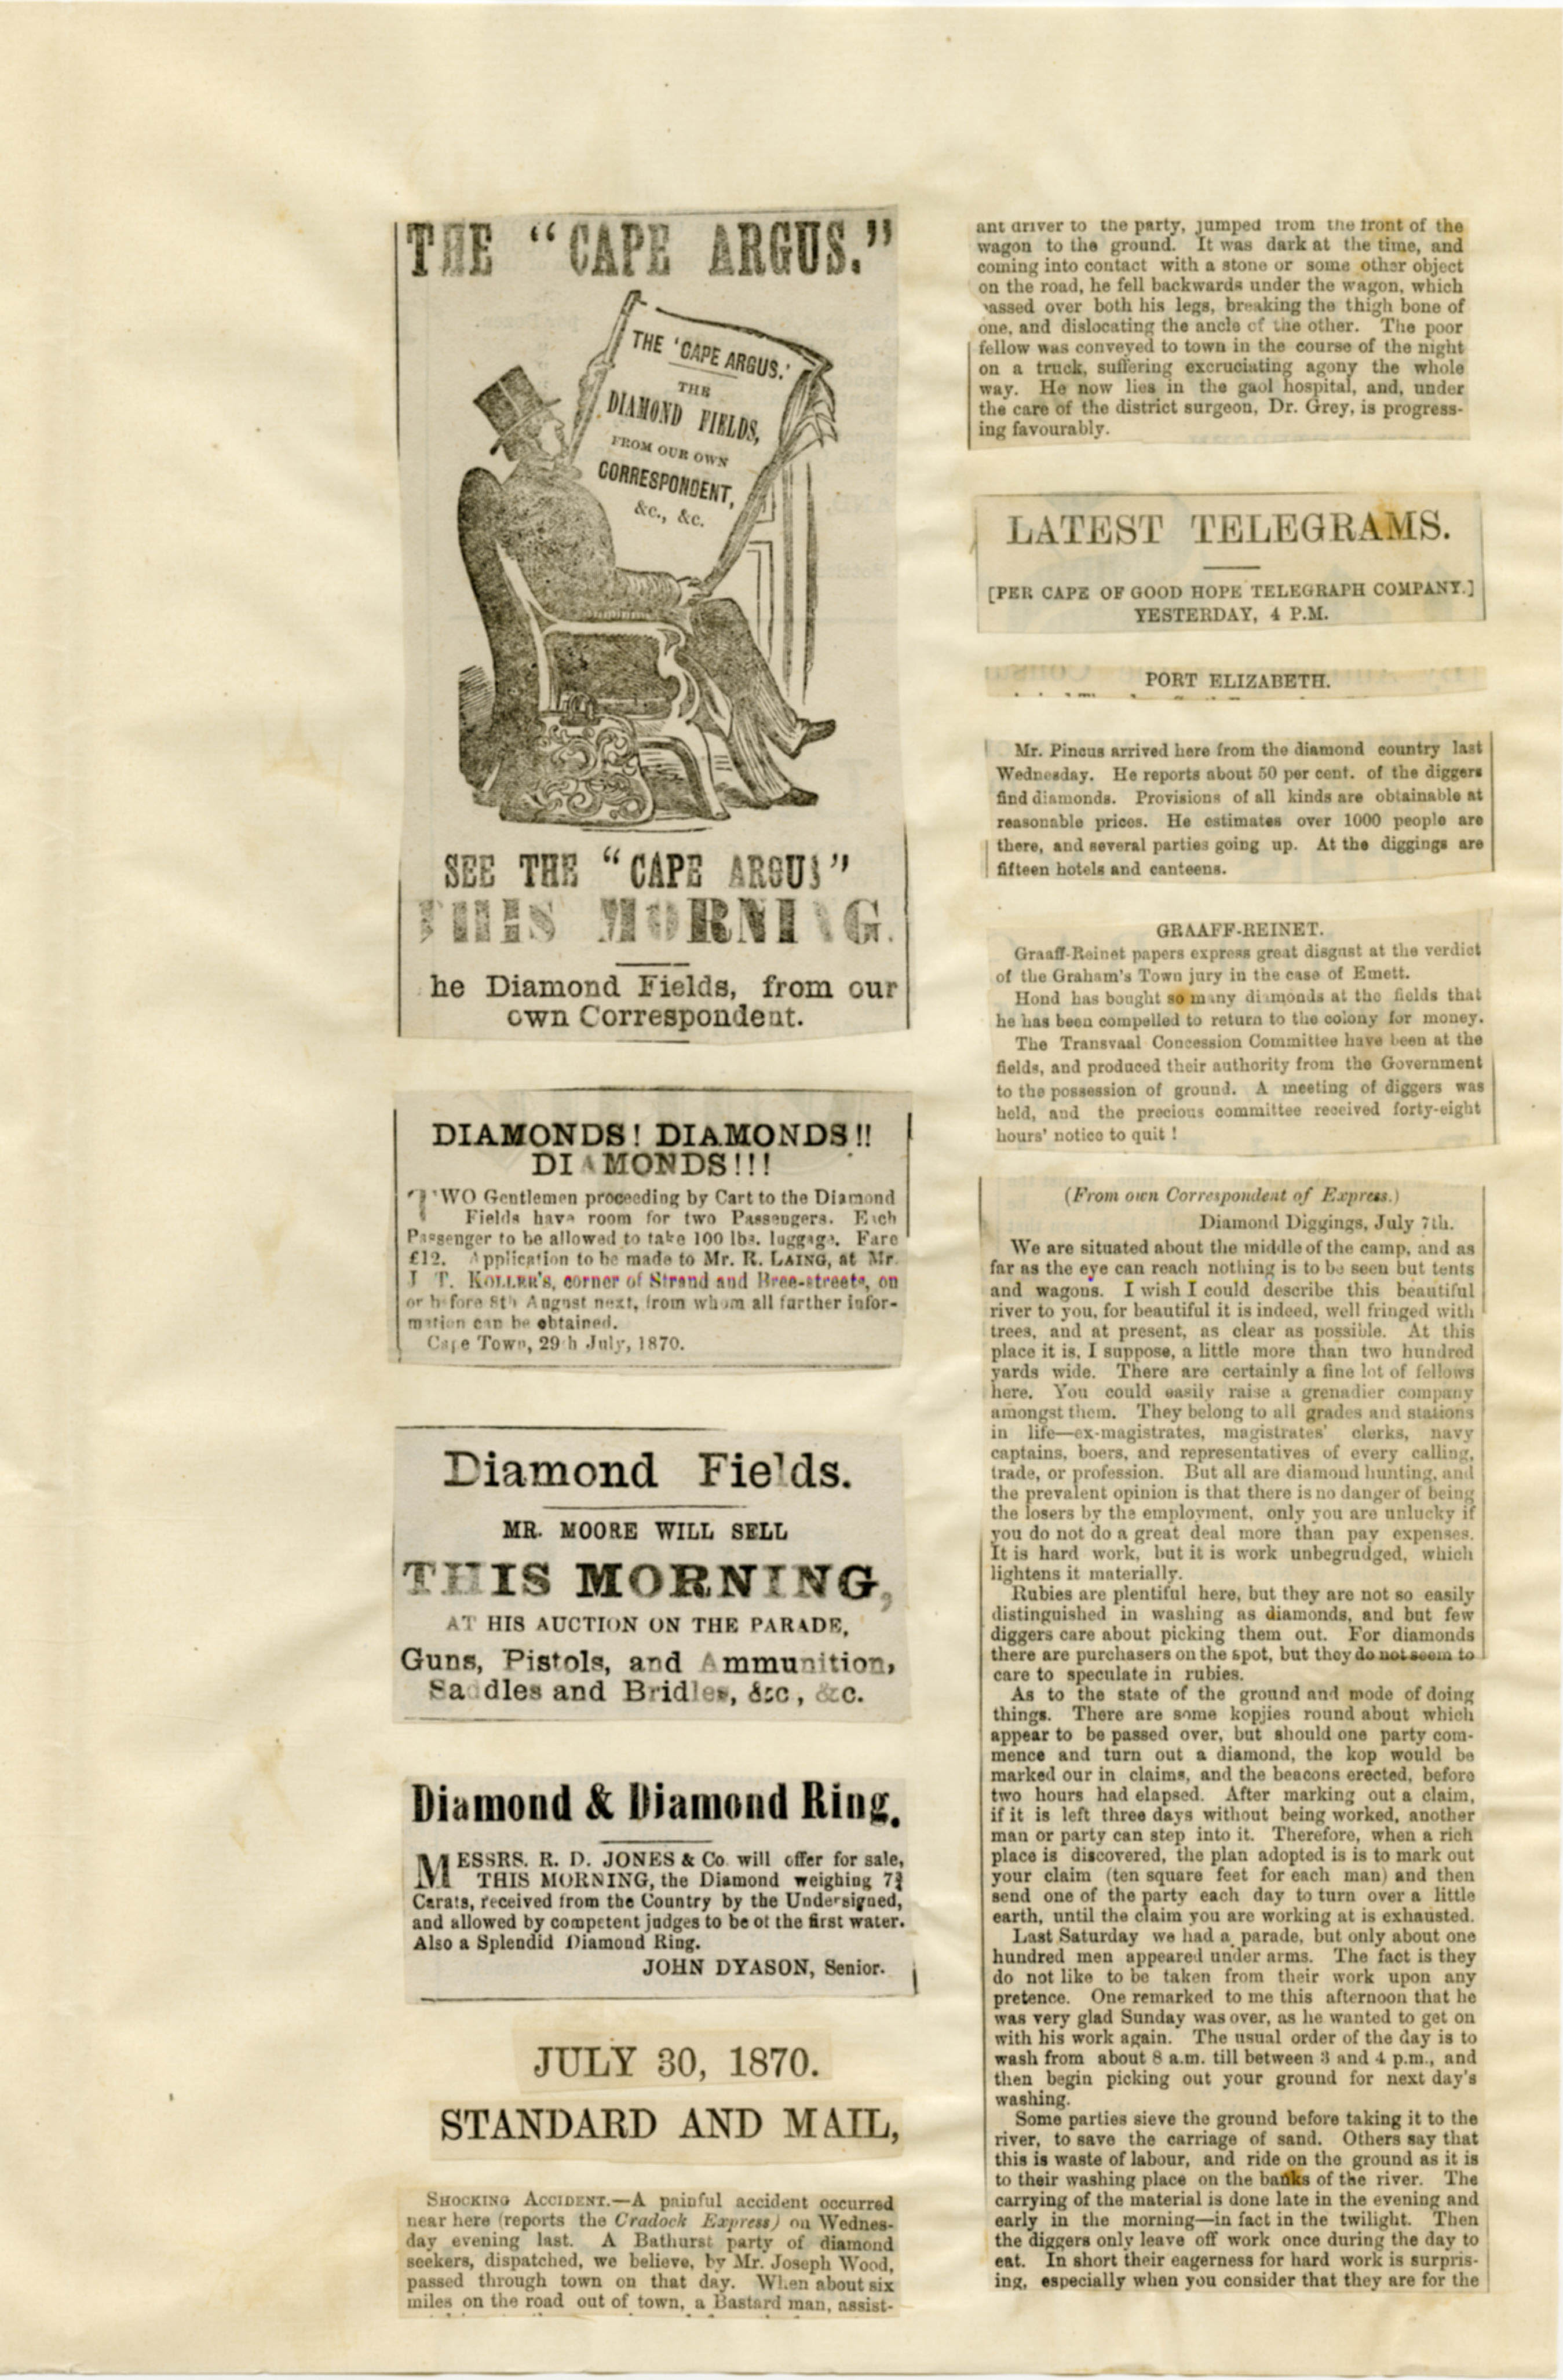 THE "CAPE ARGUS."
THE 'CAPE ARGUS.'
THE
DIAMOND FIELDS,
FROM OUR OWN
CORRESPONDENT,
&c., &c.
SEE THE "CAPE ARGUS"
THIS MORNING.
he Diamond Fields, from our
own Correspondent.
DIAMONDS! DIAMONDS!!
DIAMONDS!!!
TWO Gentlemen proceeding by Cart to the Diamond
Fields have room for two Passengers. Each
Passenger to be allowed to take 100 lbs. luggage. Fare
£12. Application to be made to Mr. R. LAING, at Mr.
J. T. KOLLER'S, corner of Strand and Bree-streets, on
or before 8th August next, from whom all further infor-
mation can be obtained.
Cape Town, 29th July, 1870.
Diamond Fields.
MR. MOORE WILL SELL
THIS MORNING,
AT HIS AUCTION ON THE PARADE,
Guns, Pistols, and Ammunition,
Saddles and Bridles, &c, &c.
Diamond & Diamond Ring.
MESSRS. R. D. JONES & Co. will offer for sale,
THIS MORNING, the Diamond weighing 7¾
Carats, received from the Country by the Undersigned,
and allowed by competent judges to be of the first water.
Also a Splendid Diamond Ring.
JOHN DYASON, Senior.
JULY 30, 1870.
STANDARD AND MAIL,
SHOCKING ACCIDENT.—A painful accident occurred
near here (reports the Cradock Express) on Wednes-
day evening last. A Bathurst party of diamond
seekers, dispatched, we believe, by Mr. Joseph Wood,
passed through town on that day. When about six
miles on the road out of town, a Bastard man, assist-
ant driver to the party, jumped from the front of the
wagon to the ground. It was dark at the time, and
coming into contact with a stone or some other object
on the road, he fell backwards under the wagon, which
passed over both his legs, breaking the thigh bone of
one, and dislocating the ancle of the other. The poor
fellow was conveyed to town in the course of the night
on a truck, suffering excruciating agony the whole
way. He now lies in the gaol hospital, and, under
the care of the district surgeon, Dr. Grey, is progress-
ing favourably.
LATEST TELEGRAMS.
[PER CAPE OF GOOD HOPE TELEGRAPH COMPANY.]
YESTERDAY, 4 P.M.
PORT ELIZABETH.
Mr. Pincus arrived here from the diamond country last
Wednesday. He reports about 50 per cent. of the diggers
find diamonds. Provisions of all kinds are obtainable at
reasonable prices. He estimates over 1000 people are
there, and several parties going up. At the diggings are
fifteen hotels and canteens.
GRAAFF-REINET.
Graaff-Reinet papers express great disgust at the verdict
of the Graham's Town jury in the case of Emett.
Hond has bought so many diamonds at the fields that
he has been compelled to return to the colony for money.
The Transvaal Concession Committee have been at the
fields, and produced their authority from the Government
to the possession of ground. A meeting of diggers was
held, and the precious committee received forty-eight
hours' notice to quit !
(From own Correspondent of Express.)
Diamond Diggings, July 7th.
We are situated about the middle of the camp, and as
far as the eye can reach nothing is to be seen but tents
and wagons. I wish I could describe this beautiful
river to you, for beautiful it is indeed, well fringed with
trees, and at present, as clear as possible. At this
place it is, I suppose, a little more than two hundred
yards wide. There are certainly a fine lot of fellows
here. You could easily raise a grenadier company
amongst them. They belong to all grades and stations
in life—ex-magistrates, magistrates' clerks, navy
captains, boers, and representatives of every calling,
trade, or profession. But all are diamond hunting, and
the prevalent opinion is that there is no danger of being
the losers by the employment, only you are unlucky if
you do not do a great deal more than pay expenses.
It is hard work, but it is work unbegrudged, which
lightens it materially.
Rubies are plentiful here, but they are not so easily
distinguished in washing as diamonds, and but few
diggers care about picking them out. For diamonds
there are purchasers on the spot, but they do not seem to
care to speculate in rubies.
As to the state of the ground and mode of doing
things. There are some kopjies round about which
appear to be passed over, but should one party com-
mence and turn out a diamond, the kop would be
marked our in claims, and the beacons erected, before
two hours had elapsed. After marking out a claim,
if it is left three days without being worked, another
man or party can step into it. Therefore, when a rich
place is discovered, the plan adopted is is to mark out
your claim (ten square feet for each man) and then
send one of the party each day to turn over a little
earth, until the claim you are working at is exhausted.
Last Saturday we had a parade, but only about one
hundred men appeared under arms. The fact is they
do not like to be taken from their work upon any
pretence. One remarked to me this afternoon that he
was very glad Sunday was over, as he wanted to get on
with his work again. The usual order of the day is to
wash from about 8 a.m. till between 3 and 4 p.m., and
then begin picking out your ground for next day's
washing.
Some parties sieve the ground before taking it to the
river, to save the carriage of sand. Others say that
this is waste of labour, and ride on the ground as it is
to their washing place on the banks of the river. The
carrying of the material is done late in the evening and
early in the morning—in fact in the twilight. Then
the diggers only leave off work once during the day to
eat. In short their eagerness for hard work is surpris-
ing, especially when you consider that they are for the